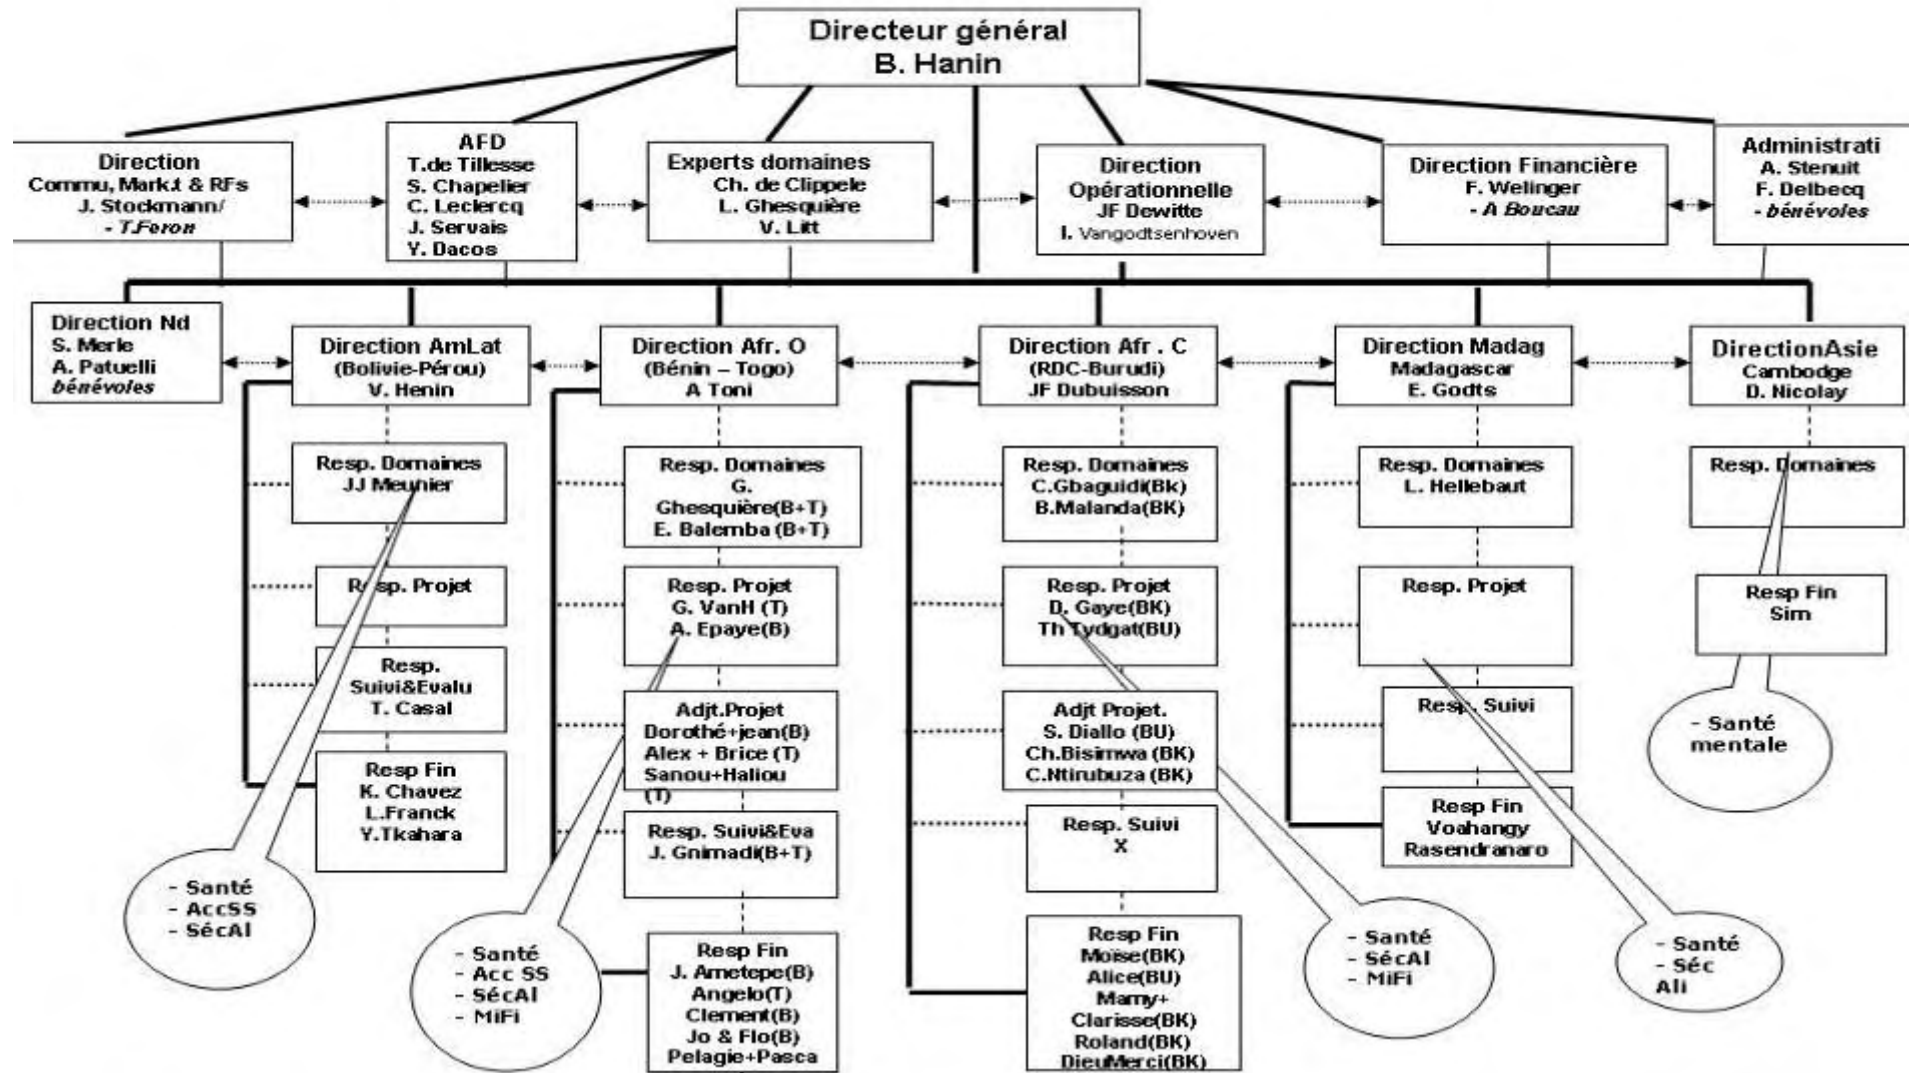 Directeur général
B. Hanin
Direction
Commu, Mark.t & RFs
J. Stockmann/
- T.Feron
AFD
T.de Tillesse
S. Chapelier
C. Leclercq
J. Servais
Y. Dacos
Experts domaines
Ch. de Clippele
L. Ghesquière
V. Litt
Direction
Opérationnelle
JF Dewitte
I. Vangodtsenhoven
Direction Financière
F. Welinger
- A Boucau
Administrati
A. Stenuit
F. Delbecq
- bénévoles
Direction Nd
S. Merle
A. Patuelli
bénévoles
Direction AmLat
(Bolivie-Pérou)
V. Henin
Direction Afr. O
(Bénin – Togo)
A Toni
Direction Afr . C
(RDC-Burudi)
JF Dubuisson
Direction Madag
Madagascar
E. Godts
DirectionAsie
Cambodge
D. Nicolay
Resp. Domaines
JJ Meunier
Resp. Projet
Resp.
Suivi&Evalu
T. Casal
Resp Fin
K. Chavez
L.Franck
Y.Tkahara
- Santé
- AccSS
- SécAl
Resp. Domaines
G.
Ghesquière(B+T)
E. Balemba (B+T)
Resp. Projet
G. VanH (T)
A. Epaye(B)
Adjt.Projet
Dorothé+jean(B)
Alex + Brice (T)
Sanou+Haliou
(T)
Resp. Suivi&Eva
J. Gnimadi(B+T)
Resp Fin
J. Ametepe(B)
Angelo(T)
Clement(B)
Jo & Flo(B)
Pelagie+Pasca
- Santé
- Acc SS
- SécAl
- MiFi
Resp. Domaines
C.Gbaguidi(Bk)
B.Malanda(BK)
Resp. Projet
D. Gaye(BK)
Th Tydgat(BU)
Adjt Projet.
S. Diallo (BU)
Ch.Bisimwa (BK)
C.Ntirubuza (BK)
Resp. Suivi
X
Resp Fin
Moïse(BK)
Alice(BU)
Mamy+
Clarisse(BK)
Roland(BK)
DieuMerci(BK)
- Santé
- SécAl
- MiFi
Resp. Domaines
L. Hellebaut
Resp. Projet
Resp. Suivi
Resp Fin
Voahangy
Rasendranaro
- Santé
- Séc
Ali
Resp. Domaines
Resp Fin
Sim
- Santé
mentale